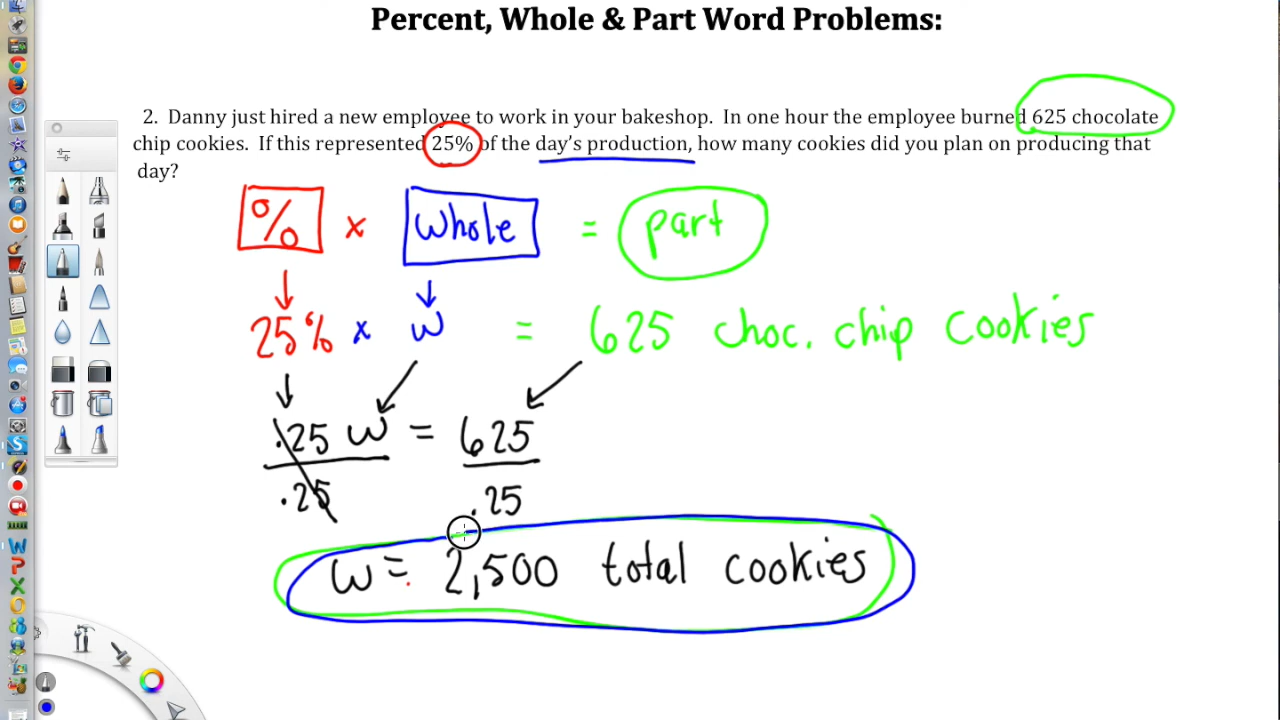 Percent, Whole & Part Word Problems:
2. Danny just hired a new employee to work in your bakeshop. In one hour the employee burned 625 chocolate
chip cookies. If this represented 25% of the day's production, how many cookies did you plan on producing that
day?
% x whole = part
25% x w = 625 choc. chip cookies
.25 w = 625
.25 .25
w = 2,500 total cookies